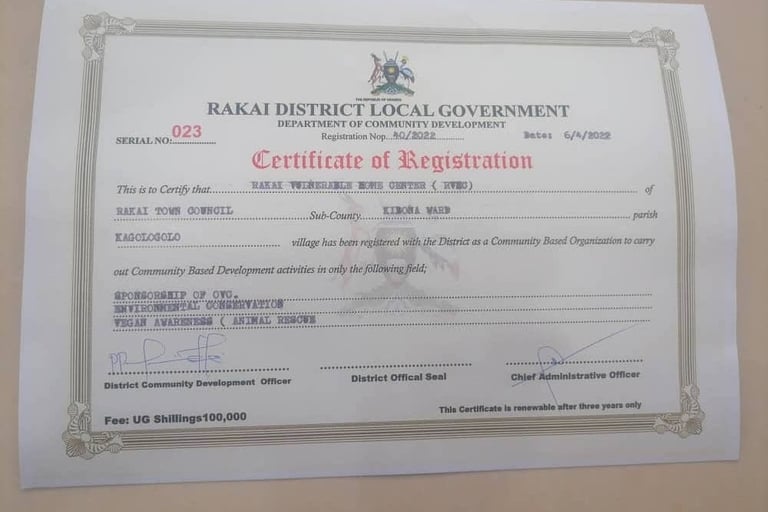 THE REPUBLIC OF UGANDA
RAKAI DISTRICT LOCAL GOVERNMENT
DEPARTMENT OF COMMUNITY DEVELOPMENT
SERIAL NO: 023 Registration Nop. 40/2022 Date: 6/4/2022
Certificate of Registration
This is to Certify that RAKAI VULNERABLE HOME CENTER ( RVHC) of
RAKAI TOWN COUNCIL Sub-County KIBONA WARD parish
KAGOLOGOLO village has been registered with the District as a Community Based Organization to carry
out Community Based Development activities in only the following field;
SPONSORSHIP OF OVC.
ENVIRONMENTAL CONSERVATION
VEGAN AWARENESS ( ANIMAL RESCUE
District Community Development Officer District Offical Seal Chief Administrative Officer
Fee: UG Shillings100,000 This Certificate is renewable after three years only